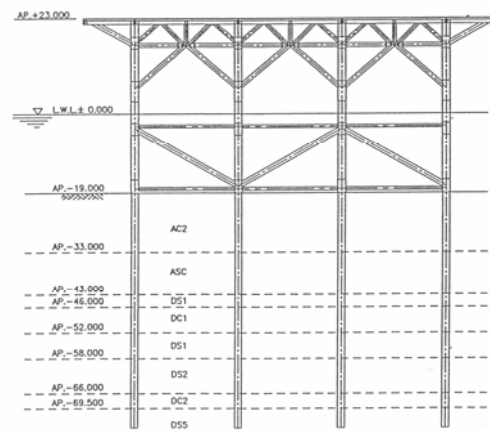 AP.+23.000
L.W.L± 0.000
AP.-19.000
AC2
AP.-33.000
ASC
AP.-43.000
DS1
AP.-46.000
DC1
AP.-52.000
DS1
AP.-58.000
DS2
AP.-66.000
DC2
AP.-69.500
DS5